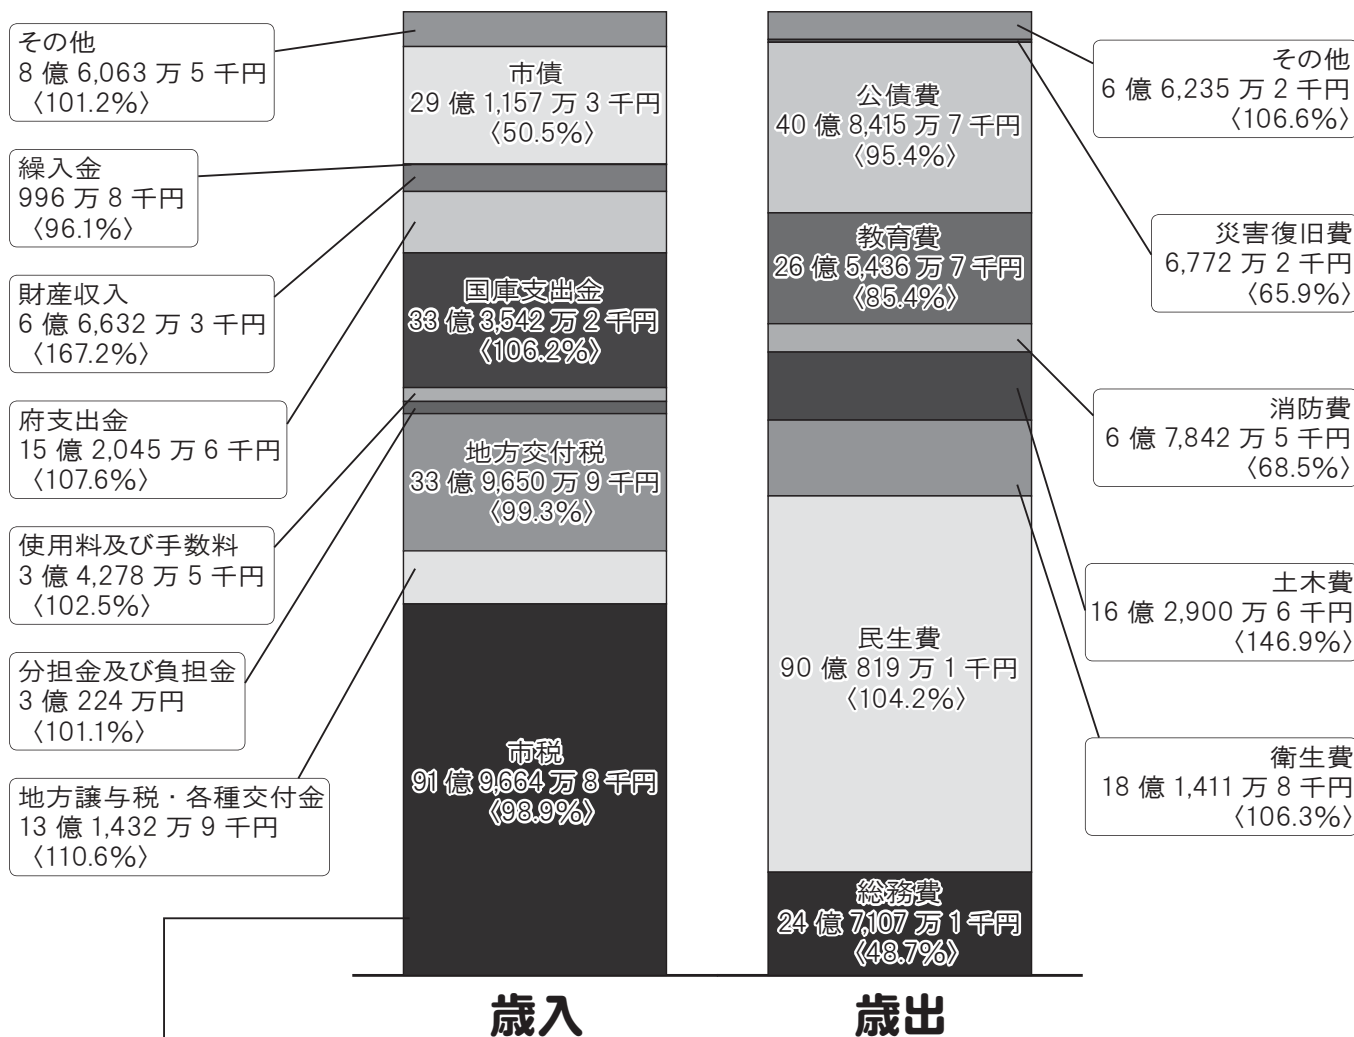 その他
8 億 6,063 万 5 千円
〈101.2%〉
繰入金
996 万 8 千円
〈96.1%〉
財産収入
6 億 6,632 万 3 千円
〈167.2%〉
府支出金
15 億 2,045 万 6 千円
〈107.6%〉
使用料及び手数料
3 億 4,278 万 5 千円
〈102.5%〉
分担金及び負担金
3 億 224 万円
〈101.1%〉
地方譲与税・各種交付金
13 億 1,432 万 9 千円
〈110.6%〉
市債
29 億 1,157 万 3 千円
〈50.5%〉
国庫支出金
33 億 3,542 万 2 千円
〈106.2%〉
地方交付税
33 億 9,650 万 9 千円
〈99.3%〉
市税
91 億 9,664 万 8 千円
〈98.9%〉
歳入
公債費
40 億 8,415 万 7 千円
〈95.4%〉
教育費
26 億 5,436 万 7 千円
〈85.4%〉
民生費
90 億 819 万 1 千円
〈104.2%〉
総務費
24 億 7,107 万 1 千円
〈48.7%〉
歳出
その他
6 億 6,235 万 2 千円
〈106.6%〉
災害復旧費
6,772 万 2 千円
〈65.9%〉
消防費
6 億 7,842 万 5 千円
〈68.5%〉
土木費
16 億 2,900 万 6 千円
〈146.9%〉
衛生費
18 億 1,411 万 8 千円
〈106.3%〉